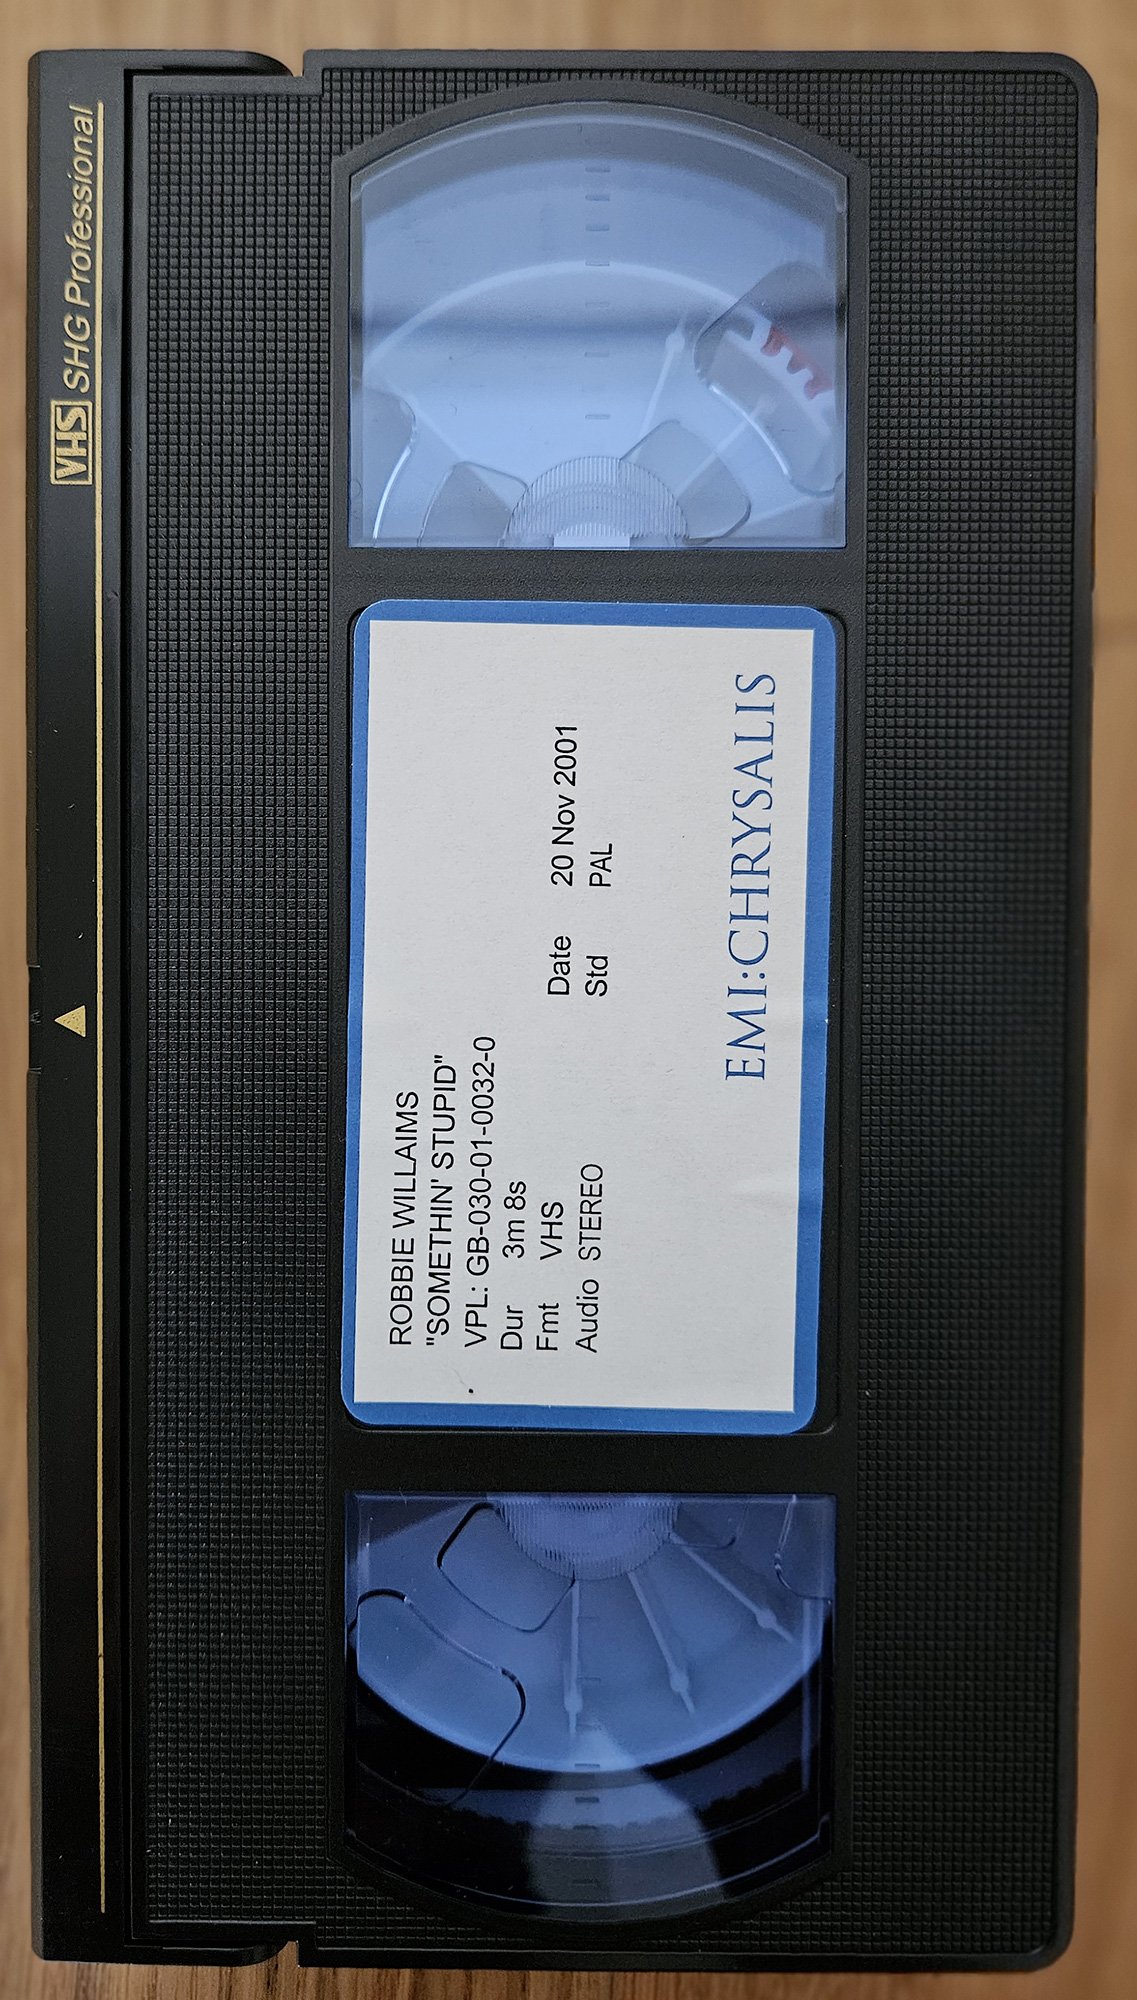 VHS SHG Professional
ROBBIE WILLAIMS
"SOMETHIN' STUPID"
VPL: GB-030-01-0032-0
Dur 3m 8s
Fmt VHS Date 20 Nov 2001
Audio STEREO Std PAL
EMI:CHRYSALIS